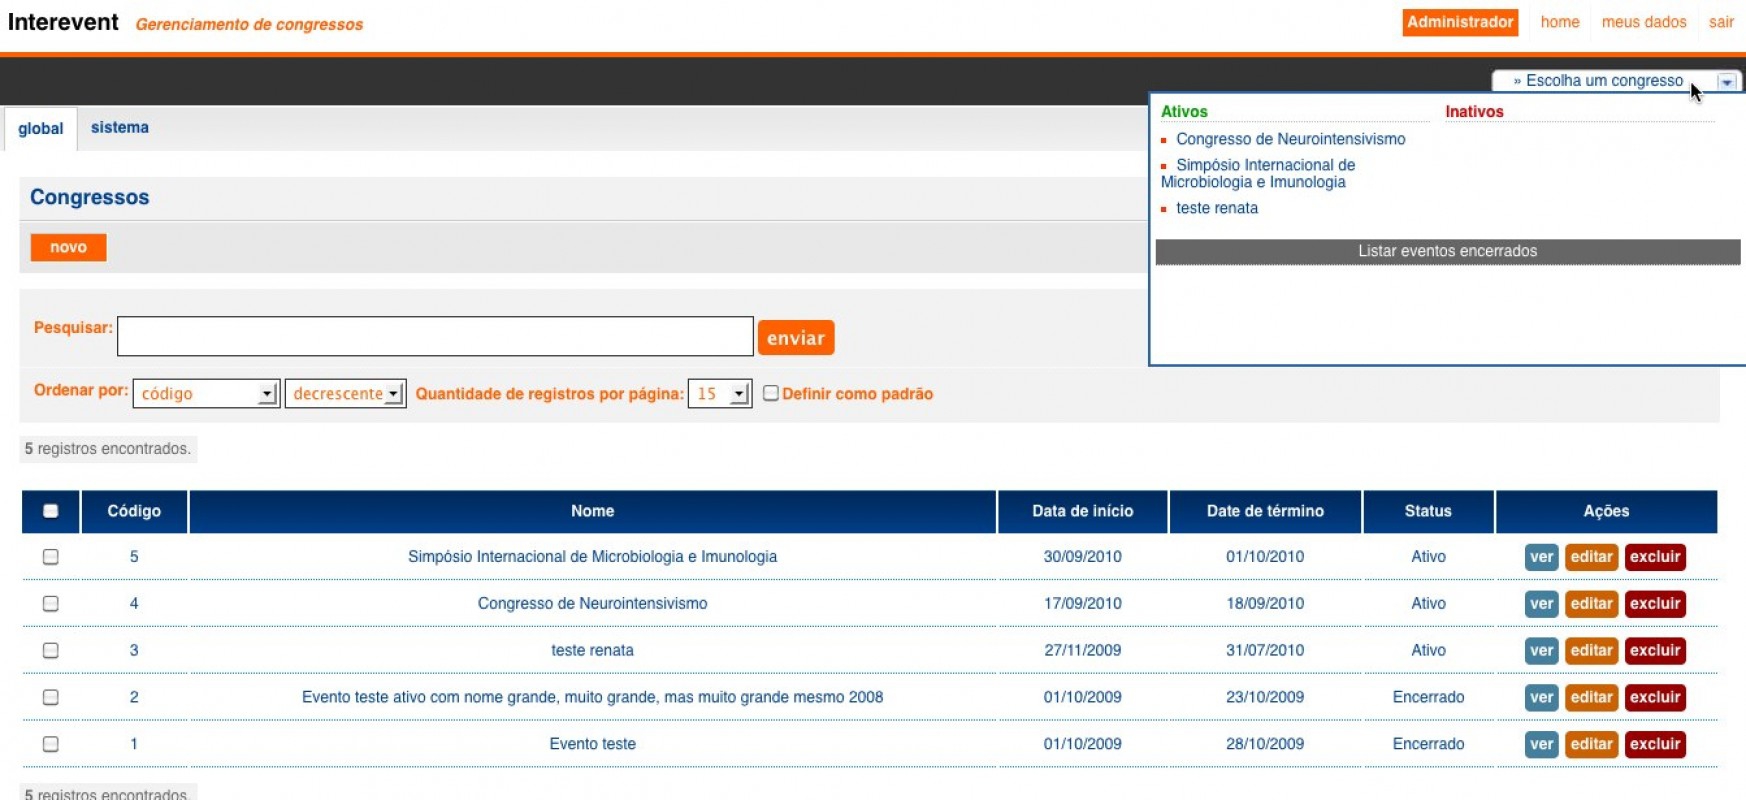 Interevent Gerenciamento de congressos
Administrador home meus dados sair
» Escolha um congresso
global sistema
Ativos Inativos
Congresso de Neurointensivismo
Simpósio Internacional de
Microbiologia e Imunologia
teste renata
Listar eventos encerrados
Congressos
novo
Pesquisar: enviar
Ordenar por: código decrescente Quantidade de registros por página: 15 Definir como padrão
5 registros encontrados.
Código Nome Data de início Date de término Status Ações
5 Simpósio Internacional de Microbiologia e Imunologia 30/09/2010 01/10/2010 Ativo ver editar excluir
4 Congresso de Neurointensivismo 17/09/2010 18/09/2010 Ativo ver editar excluir
3 teste renata 27/11/2009 31/07/2010 Ativo ver editar excluir
2 Evento teste ativo com nome grande, muito grande, mas muito grande mesmo 2008 01/10/2009 23/10/2009 Encerrado ver editar excluir
1 Evento teste 01/10/2009 28/10/2009 Encerrado ver editar excluir
5 registros encontrados.